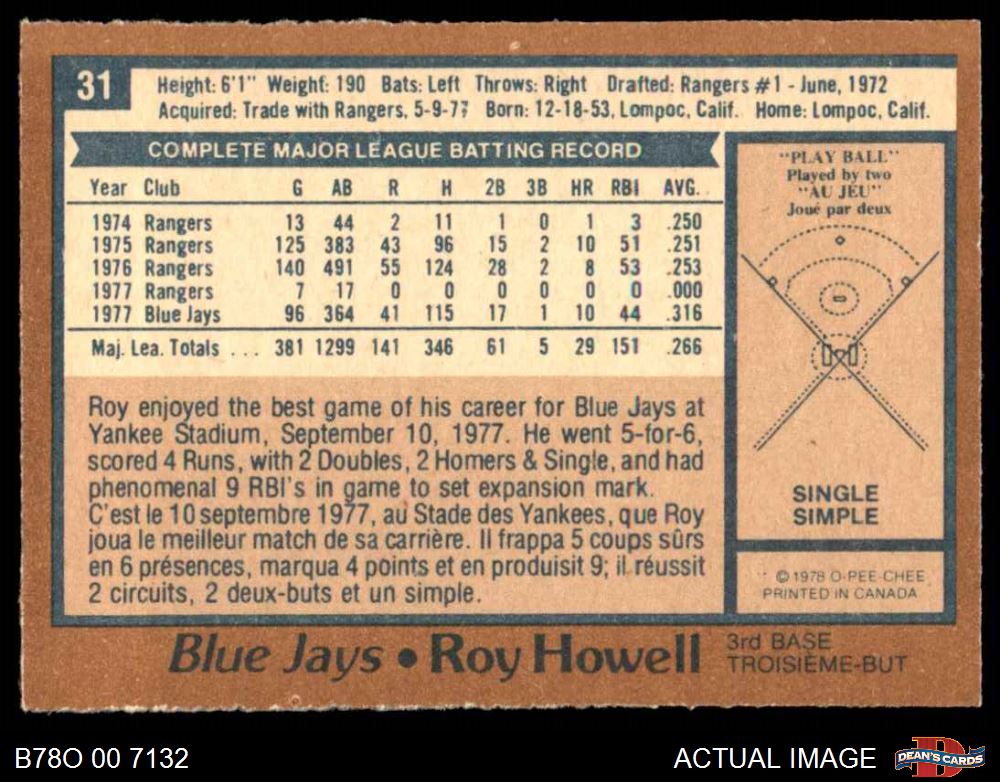 31
Height: 6'1" Weight: 190 Bats: Left Throws: Right Drafted: Rangers #1 - June, 1972
Acquired: Trade with Rangers, 5-9-77 Born: 12-18-53, Lompoc, Calif. Home: Lompoc, Calif.
COMPLETE MAJOR LEAGUE BATTING RECORD
Year Club G AB R H 2B 3B HR RBI AVG.
1974 Rangers 13 44 2 11 1 0 1 3 .250
1975 Rangers 125 383 43 96 15 2 10 51 .251
1976 Rangers 140 491 55 124 28 2 8 53 .253
1977 Rangers 7 17 0 0 0 0 0 0 .000
1977 Blue Jays 96 364 41 115 17 1 10 44 .316
Maj. Lea. Totals ... 381 1299 141 346 61 5 29 151 .266
Roy enjoyed the best game of his career for Blue Jays at
Yankee Stadium, September 10, 1977. He went 5-for-6,
scored 4 Runs, with 2 Doubles, 2 Homers & Single, and had
phenomenal 9 RBI's in game to set expansion mark.
C'est le 10 septembre 1977, au Stade des Yankees, que Roy
joua le meilleur match de sa carrière. Il frappa 5 coups sûrs
en 6 présences, marqua 4 points et en produisit 9; il réussit
2 circuits, 2 deux-buts et un simple.
"PLAY BALL"
Played by two
"AU JEU"
Joué par deux
SINGLE
SIMPLE
© 1978 O-PEE-CHEE
PRINTED IN CANADA
Blue Jays • Roy Howell
3rd BASE
TROISIÈME-BUT
B78O 00 7132
ACTUAL IMAGE
DEAN'S CARDS